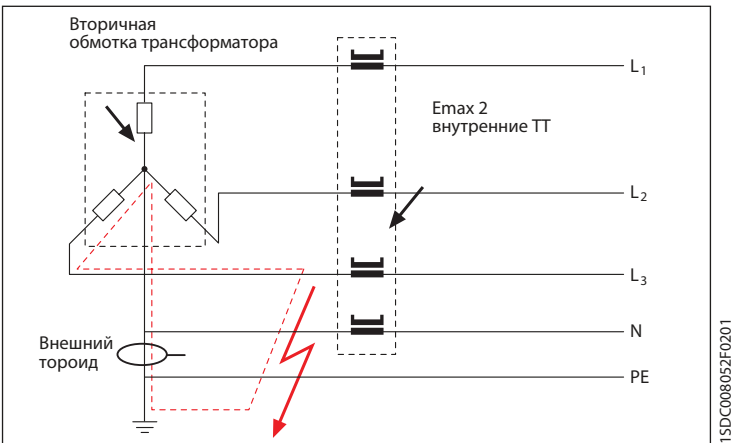 Вторичная
обмотка трансформатора
L1
Emax 2
внутренние ТТ
L2
L3
N
Внешний
тороид
PE
1SDC008052F0201